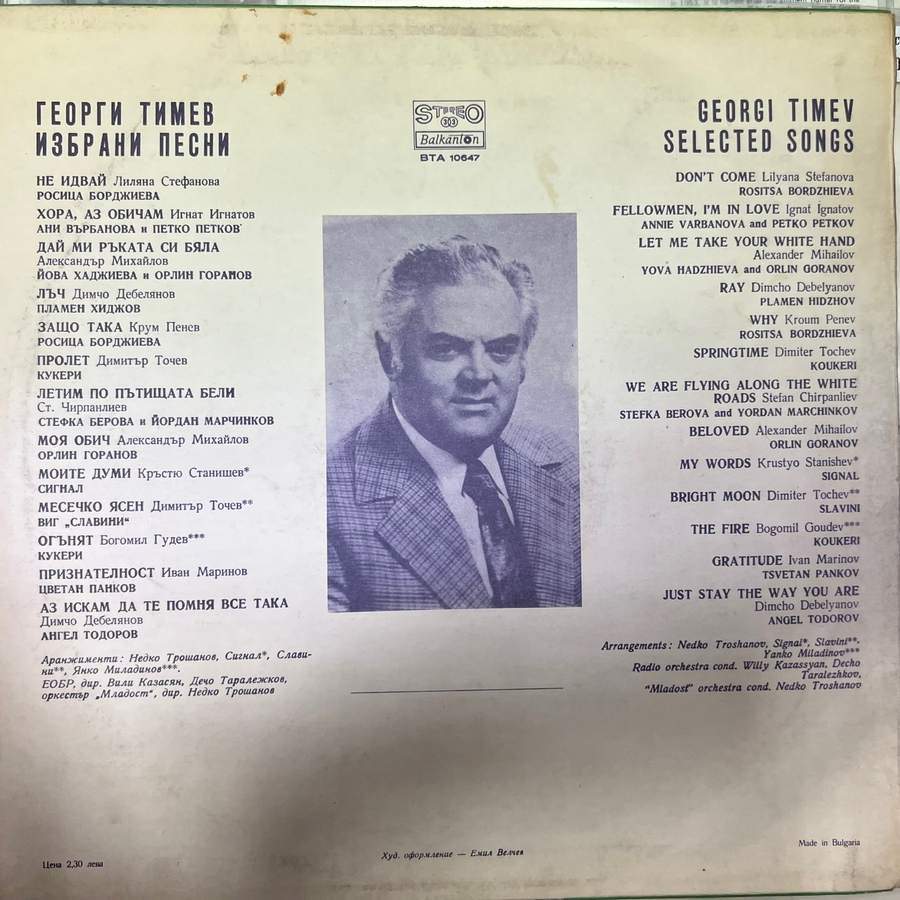 ГЕОРГИ ТИМЕВ
ИЗБРАНИ ПЕСНИ
НЕ ИДВАЙ Лиляна Стефанова
РОСИЦА БОРДЖИЕВА
ХОРА, АЗ ОБИЧАМ Игнат Игнатов
АНИ ВЪРБАНОВА и ПЕТКО ПЕТКОВ
ДАЙ МИ РЪКАТА СИ БЯЛА
Александър Михайлов
ЙОВА ХАДЖИЕВА и ОРЛИН ГОРАНОВ
ЛЪЧ Димчо Дебелянов
ПЛАМЕН ХИДЖОВ
ЗАЩО ТАКА Крум Пенев
РОСИЦА БОРДЖИЕВА
ПРОЛЕТ Димитър Точев
КУКЕРИ
ЛЕТИМ ПО ПЪТИЩАТА БЕЛИ
Ст. Чирпанлиев
СТЕФКА БЕРОВА и ЙОРДАН МАРЧИНКОВ
МОЯ ОБИЧ Александър Михайлов
ОРЛИН ГОРАНОВ
МОИТЕ ДУМИ Кръстю Станишев*
СИГНАЛ
МЕСЕЧКО ЯСЕН Димитър Точев**
ВИГ „СЛАВИНИ“
ОГЪНЯТ Богомил Гудев***
КУКЕРИ
ПРИЗНАТЕЛНОСТ Иван Маринов
ЦВЕТАН ПАНКОВ
АЗ ИСКАМ ДА ТЕ ПОМНЯ ВСЕ ТАКА
Димчо Дебелянов
АНГЕЛ ТОДОРОВ
Аранжименти: Недко Трошанов, Сигнал*, Слави-
ни**, Янко Миладинов***.
ЕОБР, дир. Вили Казасян, Дечо Таралежков,
оркестър „Младост“, дир. Недко Трошанов
Цена 2,30 лева
STEREO
33
Balkanton
ВТА 10647
Худ. оформление — Емил Велчев
GEORGI TIMEV
SELECTED SONGS
DON'T COME Lilyana Stefanova
ROSITSA BORDZHIEVA
FELLOWMEN, I'M IN LOVE Ignat Ignatov
ANNIE VARBANOVA and PETKO PETKOV
LET ME TAKE YOUR WHITE HAND
Alexander Mihailov
YOVA HADZHIEVA and ORLIN GORANOV
RAY Dimcho Debelyanov
PLAMEN HIDZHOV
WHY Kroum Penev
ROSITSA BORDZHIEVA
SPRINGTIME Dimiter Tochev
KOUKERI
WE ARE FLYING ALONG THE WHITE
ROADS Stefan Chirpanliev
STEFKA BEROVA and YORDAN MARCHINKOV
BELOVED Alexander Mihailov
ORLIN GORANOV
MY WORDS Krustyo Stanishev*
SIGNAL
BRIGHT MOON Dimiter Tochev**
SLAVINI
THE FIRE Bogomil Goudev***
KOUKERI
GRATITUDE Ivan Marinov
TSVETAN PANKOV
JUST STAY THE WAY YOU ARE
Dimcho Debelyanov
ANGEL TODOROV
Arrangements: Nedko Troshanov, Signal*, Slavini**,
Yanko Miladinov***
Radio orchestra cond. Willy Kazassyan, Decho
Taralezhkov,
"Mladost" orchestra cond. Nedko Troshanov
Made in Bulgaria